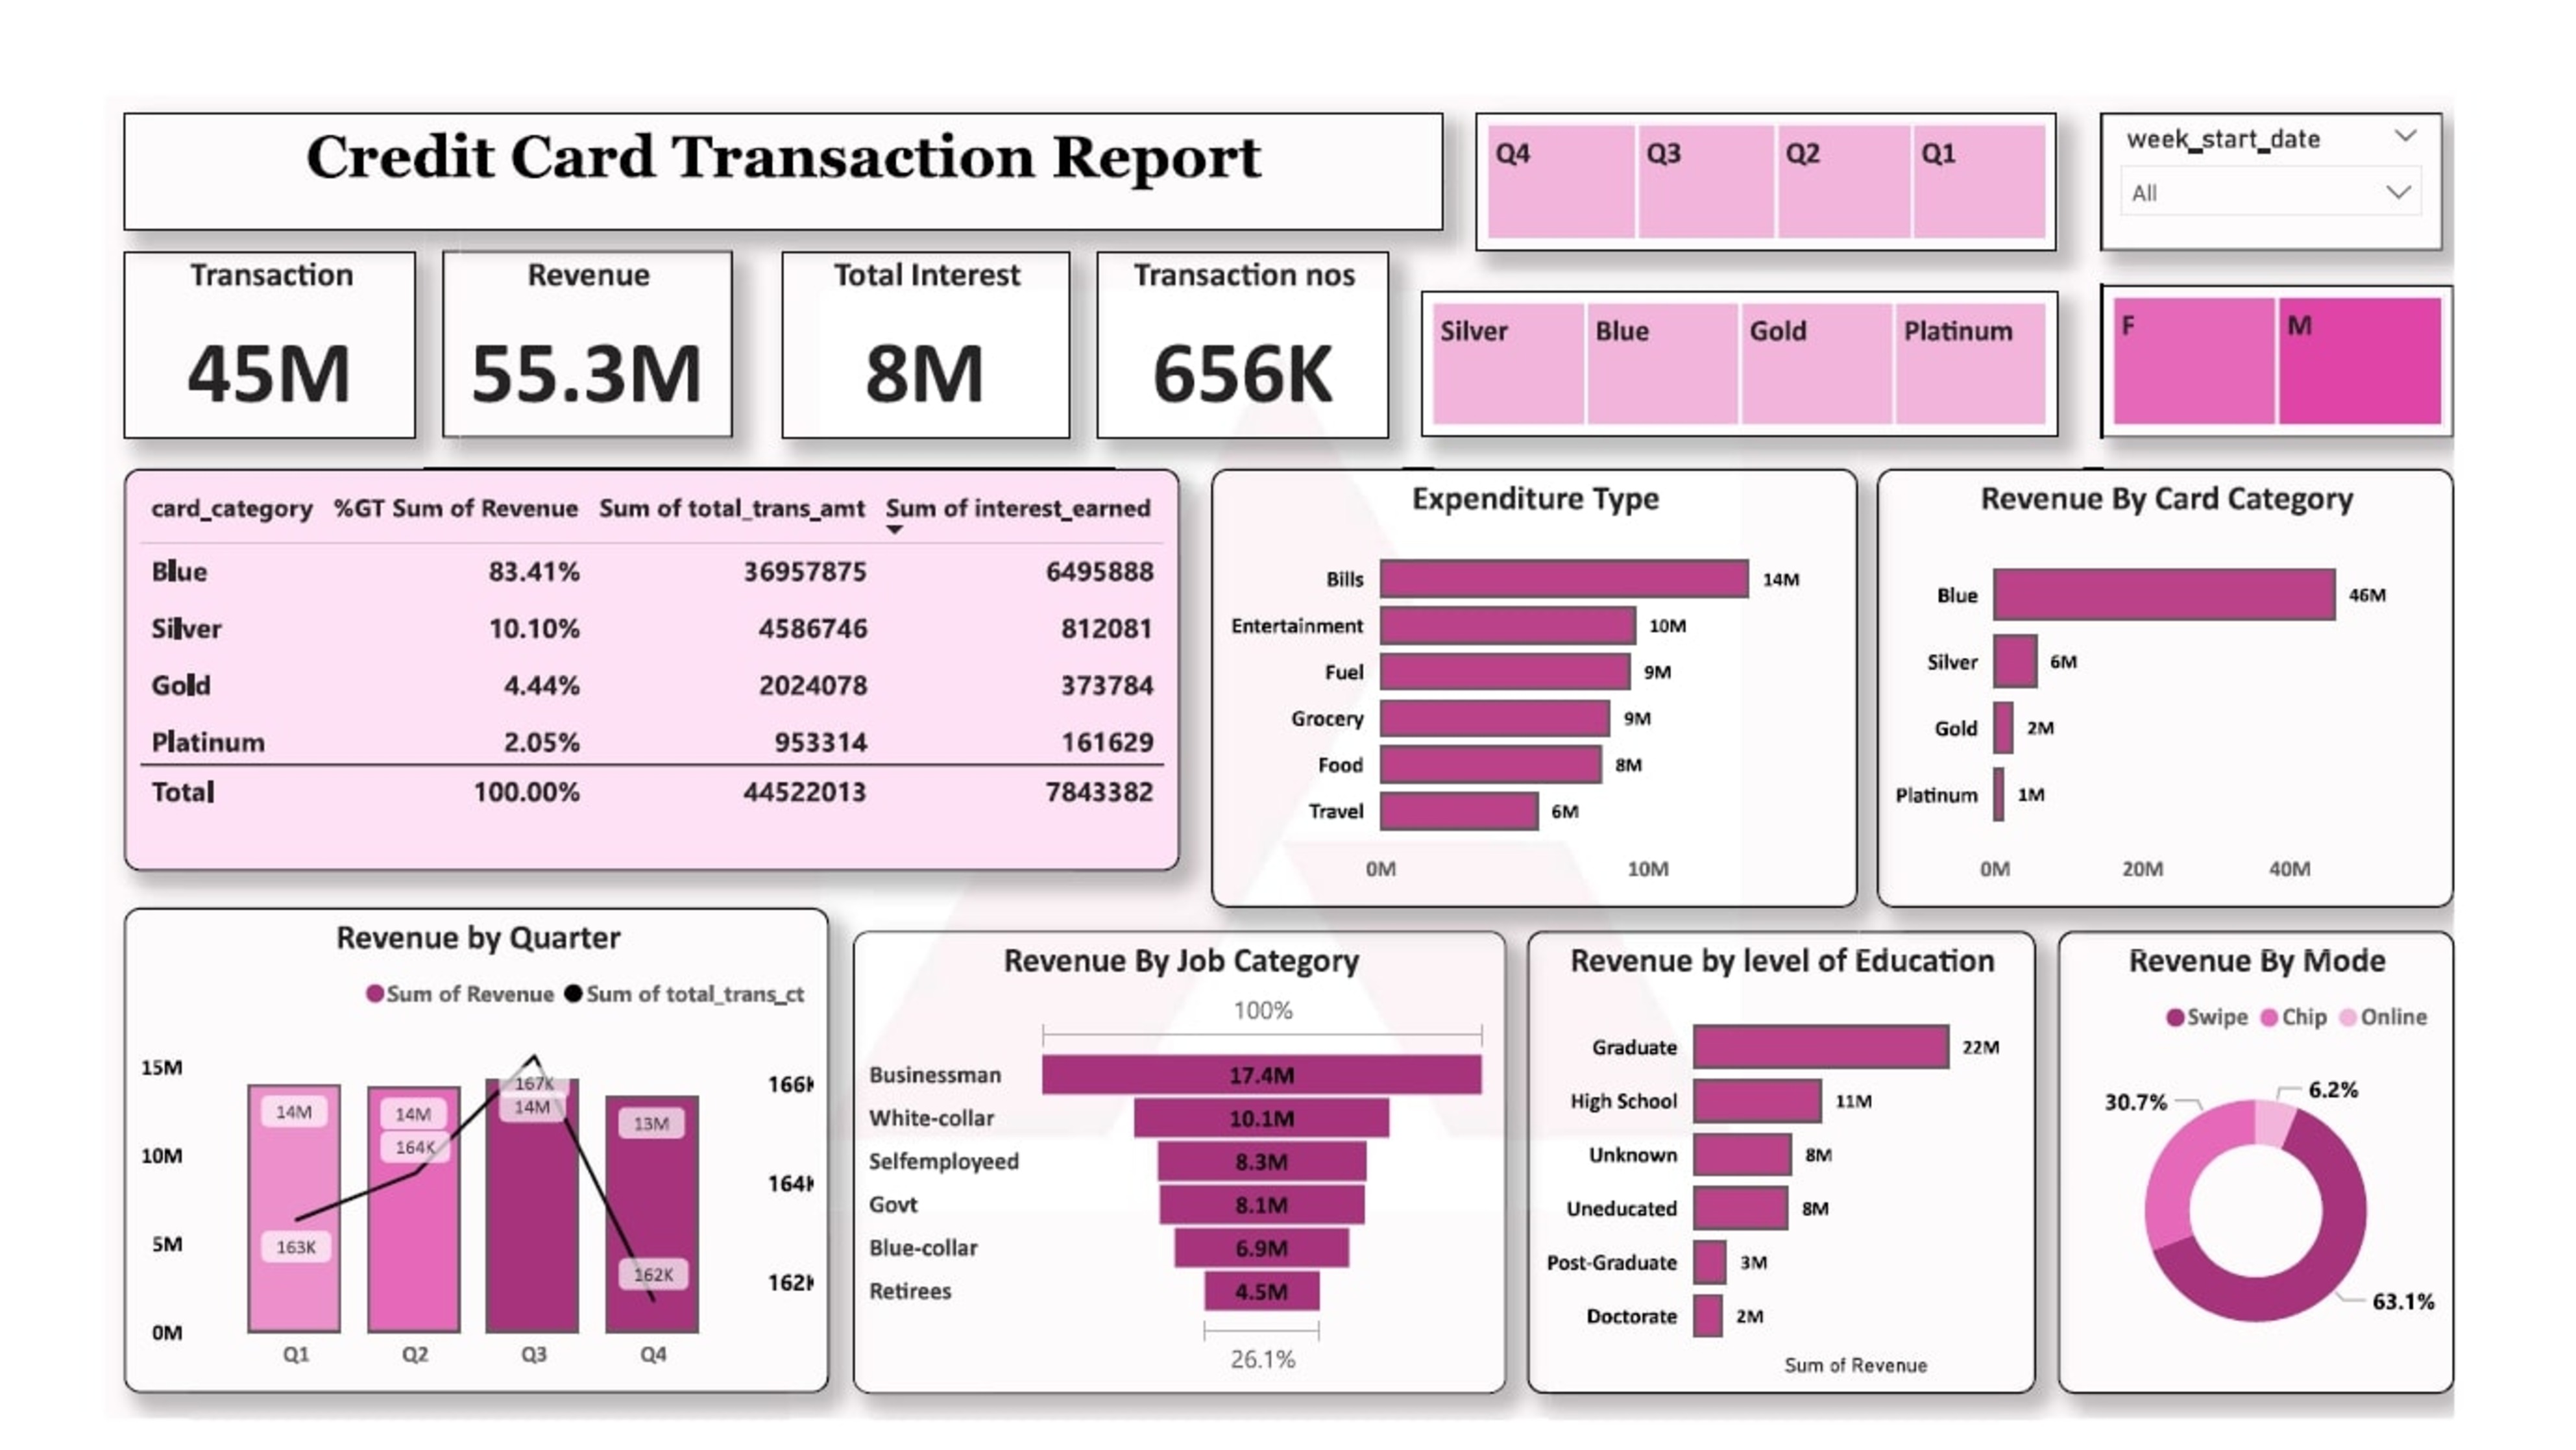 Credit Card Transaction Report
Q4 Q3 Q2 Q1
week_start_date
All
Transaction
45M
Revenue
55.3M
Total Interest
8M
Transaction nos
656K
Silver Blue Gold Platinum
F M
card_category %GT Sum of Revenue Sum of total_trans_amt Sum of interest_earned
Blue 83.41% 36957875 6495888
Silver 10.10% 4586746 812081
Gold 4.44% 2024078 373784
Platinum 2.05% 953314 161629
Total 100.00% 44522013 7843382
Expenditure Type
Bills 14M
Entertainment 10M
Fuel 9M
Grocery 9M
Food 8M
Travel 6M
0M 10M
Revenue By Card Category
Blue 46M
Silver 6M
Gold 2M
Platinum 1M
0M 20M 40M
Revenue by Quarter
Sum of Revenue Sum of total_trans_ct
15M
10M
5M
0M
14M
163K
14M
164K
167K
14M
13M
162K
166K
164K
162K
Q1 Q2 Q3 Q4
Revenue By Job Category
100%
Businessman 17.4M
White-collar 10.1M
Selfemployeed 8.3M
Govt 8.1M
Blue-collar 6.9M
Retirees 4.5M
26.1%
Revenue by level of Education
Graduate 22M
High School 11M
Unknown 8M
Uneducated 8M
Post-Graduate 3M
Doctorate 2M
Sum of Revenue
Revenue By Mode
Swipe Chip Online
6.2%
30.7%
63.1%